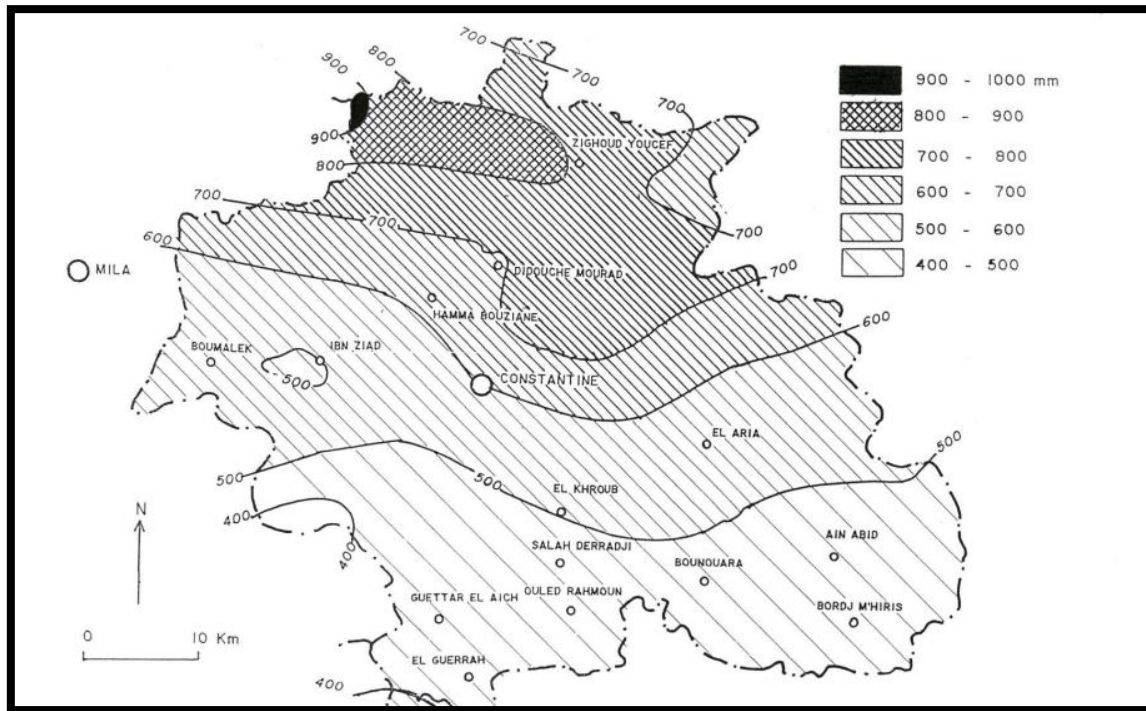 700
800
900
700
900
800
700
700
600
700
700
700
600
500
500
500
500
400
400
400
ZIGHOUD YOUCEF
MILA
DIDOUCHE MOURAD
HAMMA BOUZIANE
BOUMALEK
IBN ZIAD
CONSTANTINE
EL ARIA
EL KHROUB
SALAH DERRADJI
AIN ABID
BOUNOUARA
OULED RAHMOUN
GUETTAR EL AICH
BORDJ M'HIRIS
EL GUERRAH
N
0 10 Km
900 - 1000 mm
800 - 900
700 - 800
600 - 700
500 - 600
400 - 500